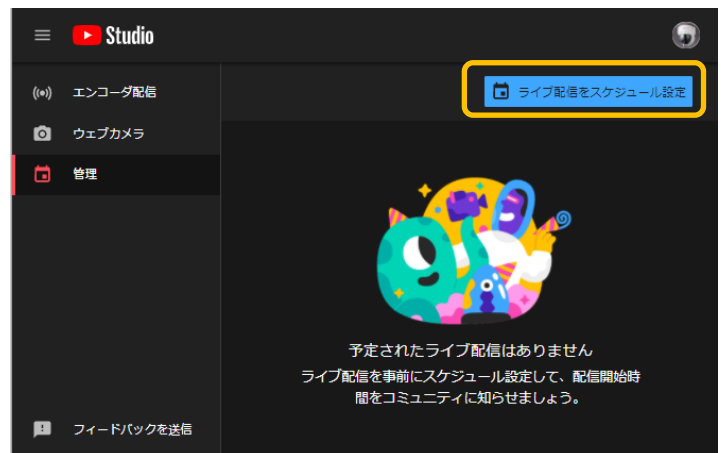 Studio
ライブ配信をスケジュール設定
エンコーダ配信
ウェブカメラ
管理
予定されたライブ配信はありません
ライブ配信を事前にスケジュール設定して、配信開始時
間をコミュニティに知らせましょう。
フィードバックを送信